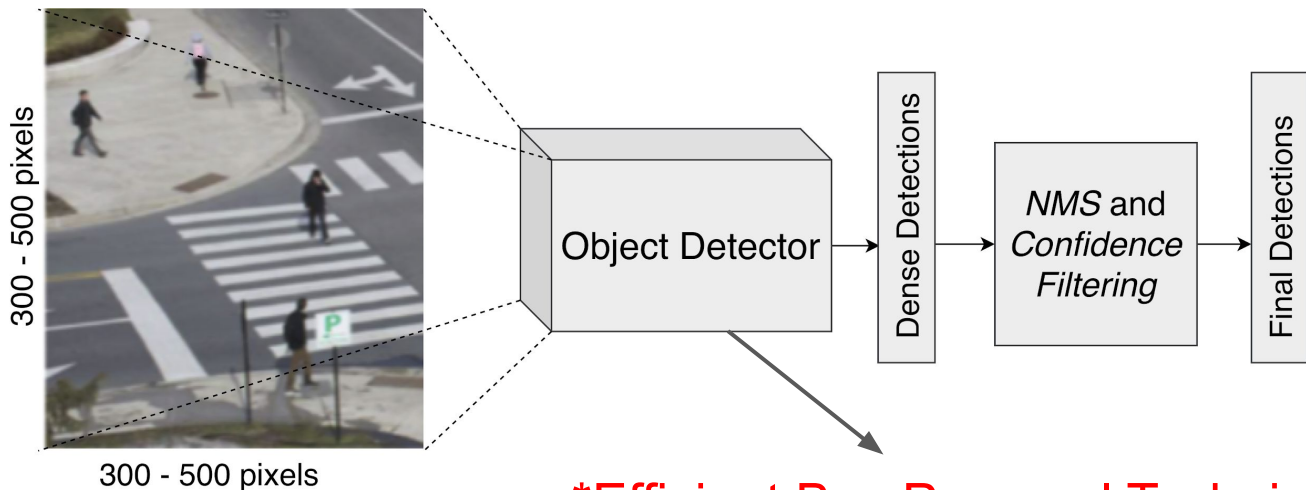 300 - 500 pixels
P
300 - 500 pixels
Object Detector
Dense Detections
NMS and
Confidence
Filtering
Final Detections